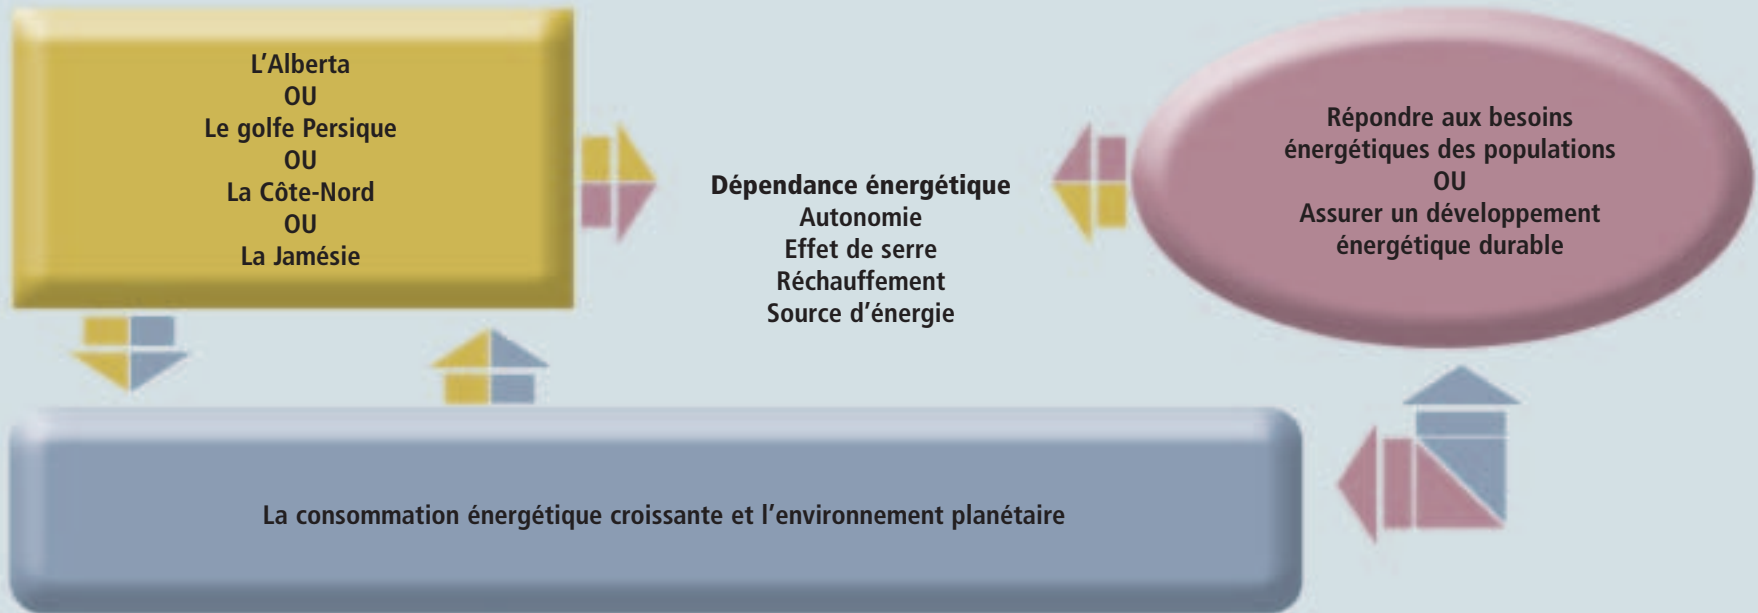 L'Alberta
OU
Le golfe Persique
OU
La Côte-Nord
OU
La Jamésie
Dépendance énergétique
Autonomie
Effet de serre
Réchauffement
Source d'énergie
Répondre aux besoins
énergétiques des populations
OU
Assurer un développement
énergétique durable
La consommation énergétique croissante et l'environnement planétaire